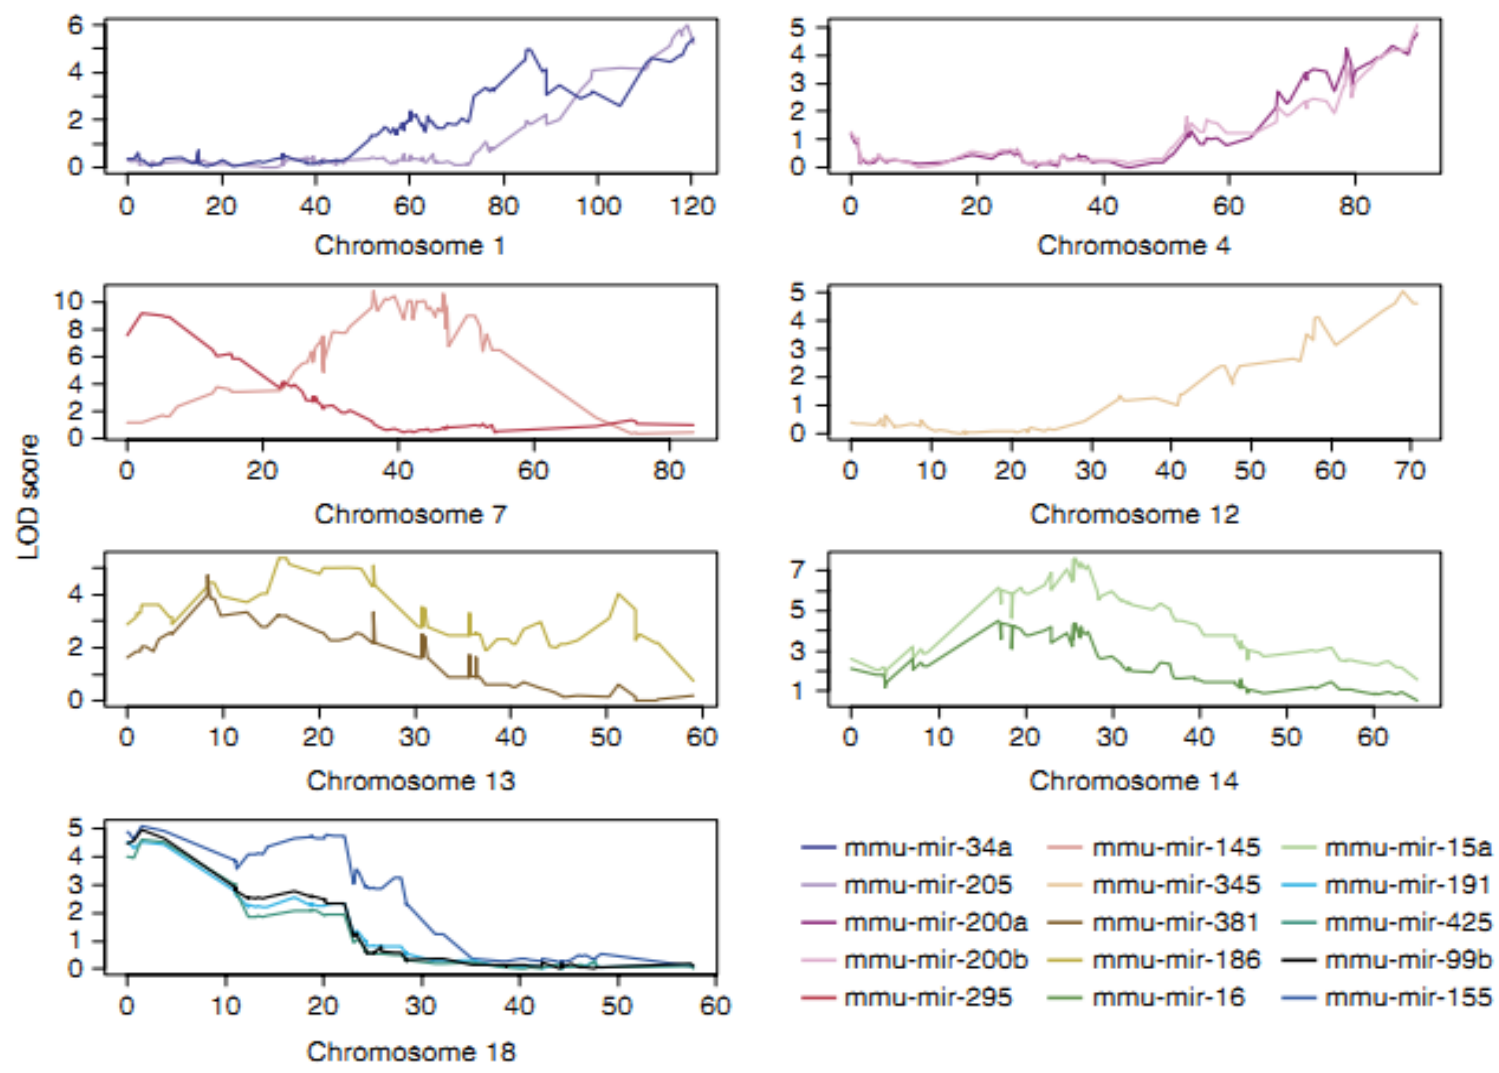 6
4
2
0
0 20 40 60 80 100 120
Chromosome 1
5
4
3
2
1
0
0 20 40 60 80
Chromosome 4
10
8
6
4
2
0
0 20 40 60 80
Chromosome 7
5
4
3
2
1
0
0 10 20 30 40 50 60 70
Chromosome 12
LOD score
4
2
0
0 10 20 30 40 50 60
Chromosome 13
7
5
3
1
0 10 20 30 40 50 60
Chromosome 14
5
4
3
2
1
0
0 10 20 30 40 50 60
Chromosome 18
mmu-mir-34a mmu-mir-145 mmu-mir-15a
mmu-mir-205 mmu-mir-345 mmu-mir-191
mmu-mir-200a mmu-mir-381 mmu-mir-425
mmu-mir-200b mmu-mir-186 mmu-mir-99b
mmu-mir-295 mmu-mir-16 mmu-mir-155